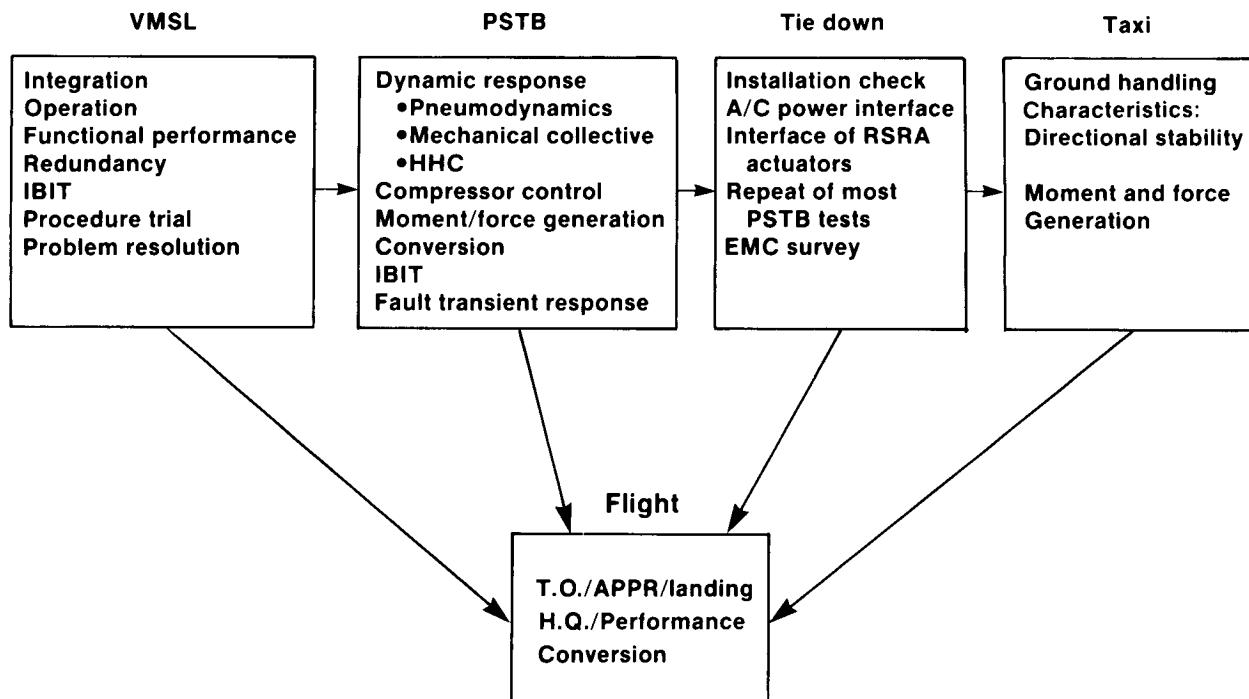 VMSL
Integration
Operation
Functional performance
Redundancy
IBIT
Procedure trial
Problem resolution
PSTB
Dynamic response
•Pneumodynamics
•Mechanical collective
•HHC
Compressor control
Moment/force generation
Conversion
IBIT
Fault transient response
Tie down
Installation check
A/C power interface
Interface of RSRA
actuators
Repeat of most
PSTB tests
EMC survey
Taxi
Ground handling
Characteristics:
Directional stability
Moment and force
Generation
Flight
T.O./APPR/landing
H.Q./Performance
Conversion